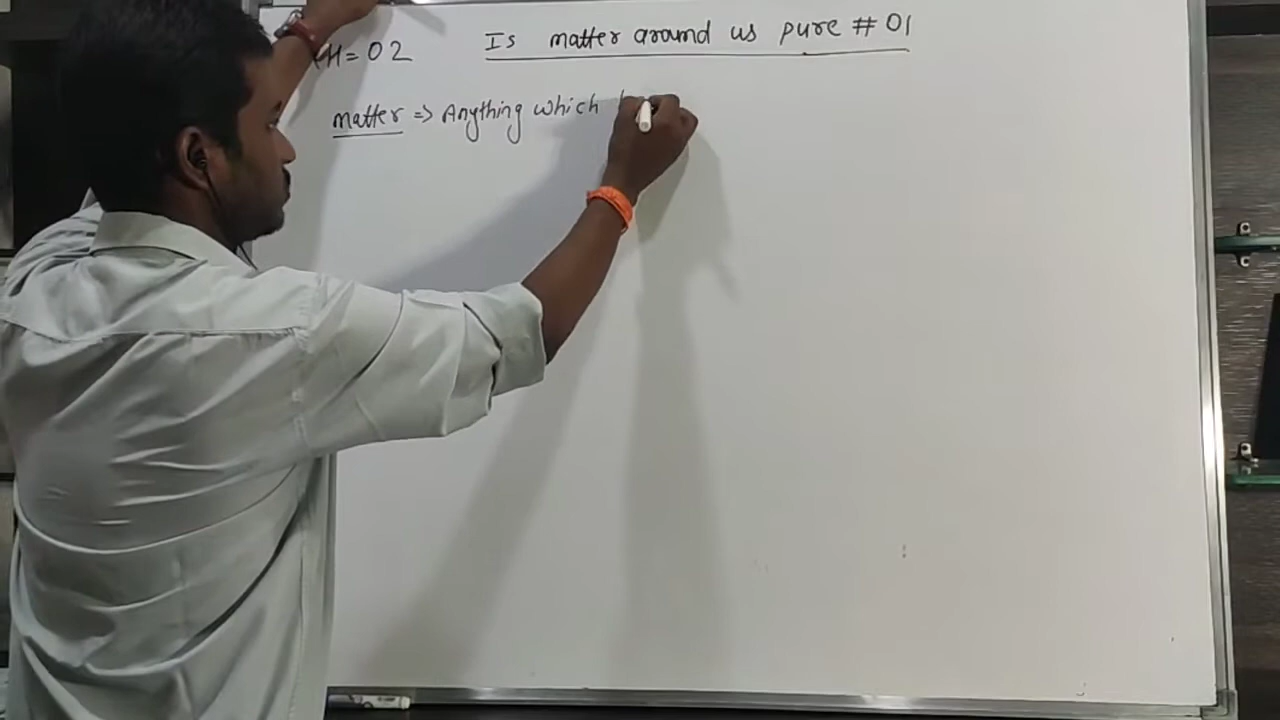 CH = 02 Is matter around us pure # 01
matter => Anything which